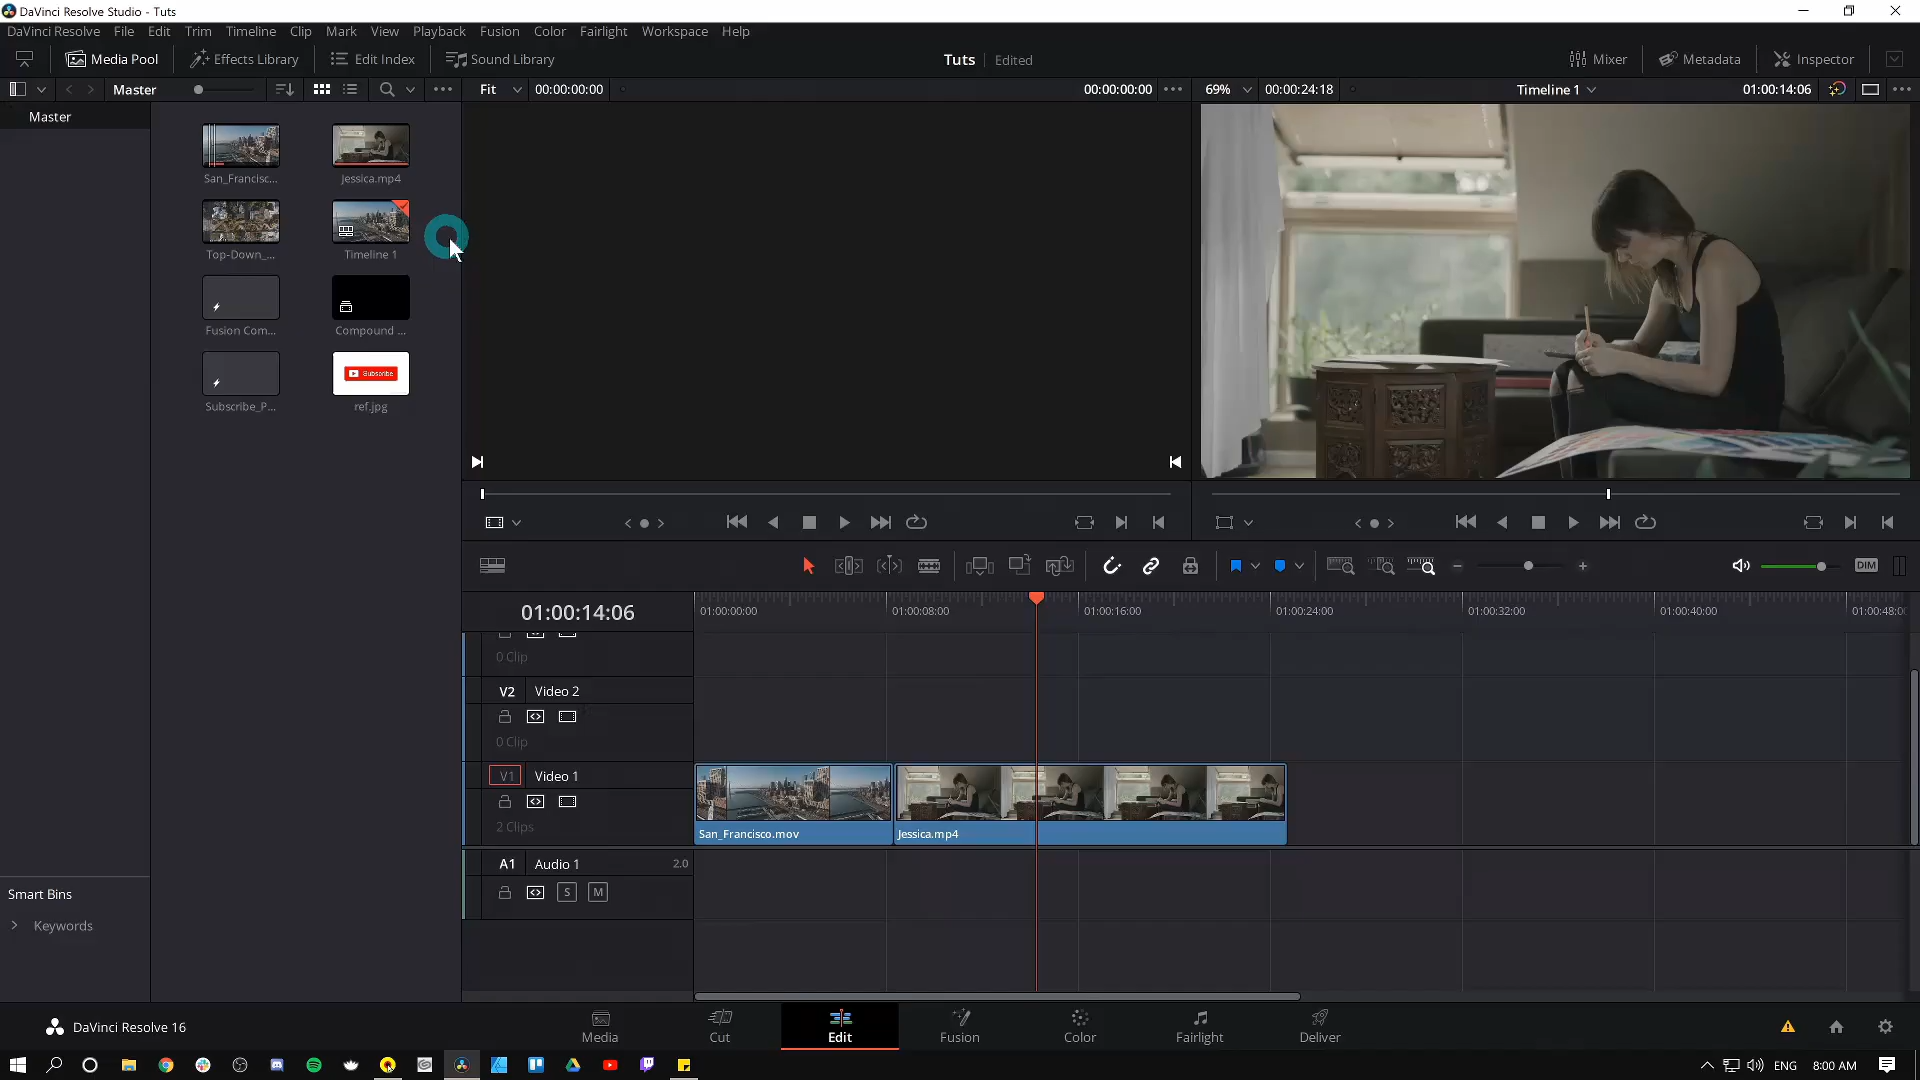 DaVinci Resolve Studio - Tuts
DaVinci Resolve File Edit Trim Timeline Clip Mark View Playback Fusion Color Fairlight Workspace Help
Media Pool Effects Library Edit Index Sound Library Tuts Edited Mixer Metadata Inspector
Master Fit 00:00:00:00 00:00:00:00 69% 00:00:24:18 Timeline 1 01:00:14:06
Master
San_Francisc... Jessica.mp4
Top-Down_... Timeline 1
Fusion Com... Compound ...
Subscribe
Subscribe_P... ref.jpg
DIM
01:00:14:06 01:00:00:00 01:00:08:00 01:00:16:00 01:00:24:00 01:00:32:00 01:00:40:00 01:00:48:00
0 Clip
V2 Video 2
0 Clip
V1 Video 1
2 Clips
San_Francisco.mov Jessica.mp4
A1 Audio 1 2.0
S M
Smart Bins
Keywords
DaVinci Resolve 16 Media Cut Edit Fusion Color Fairlight Deliver
ENG 8:00 AM